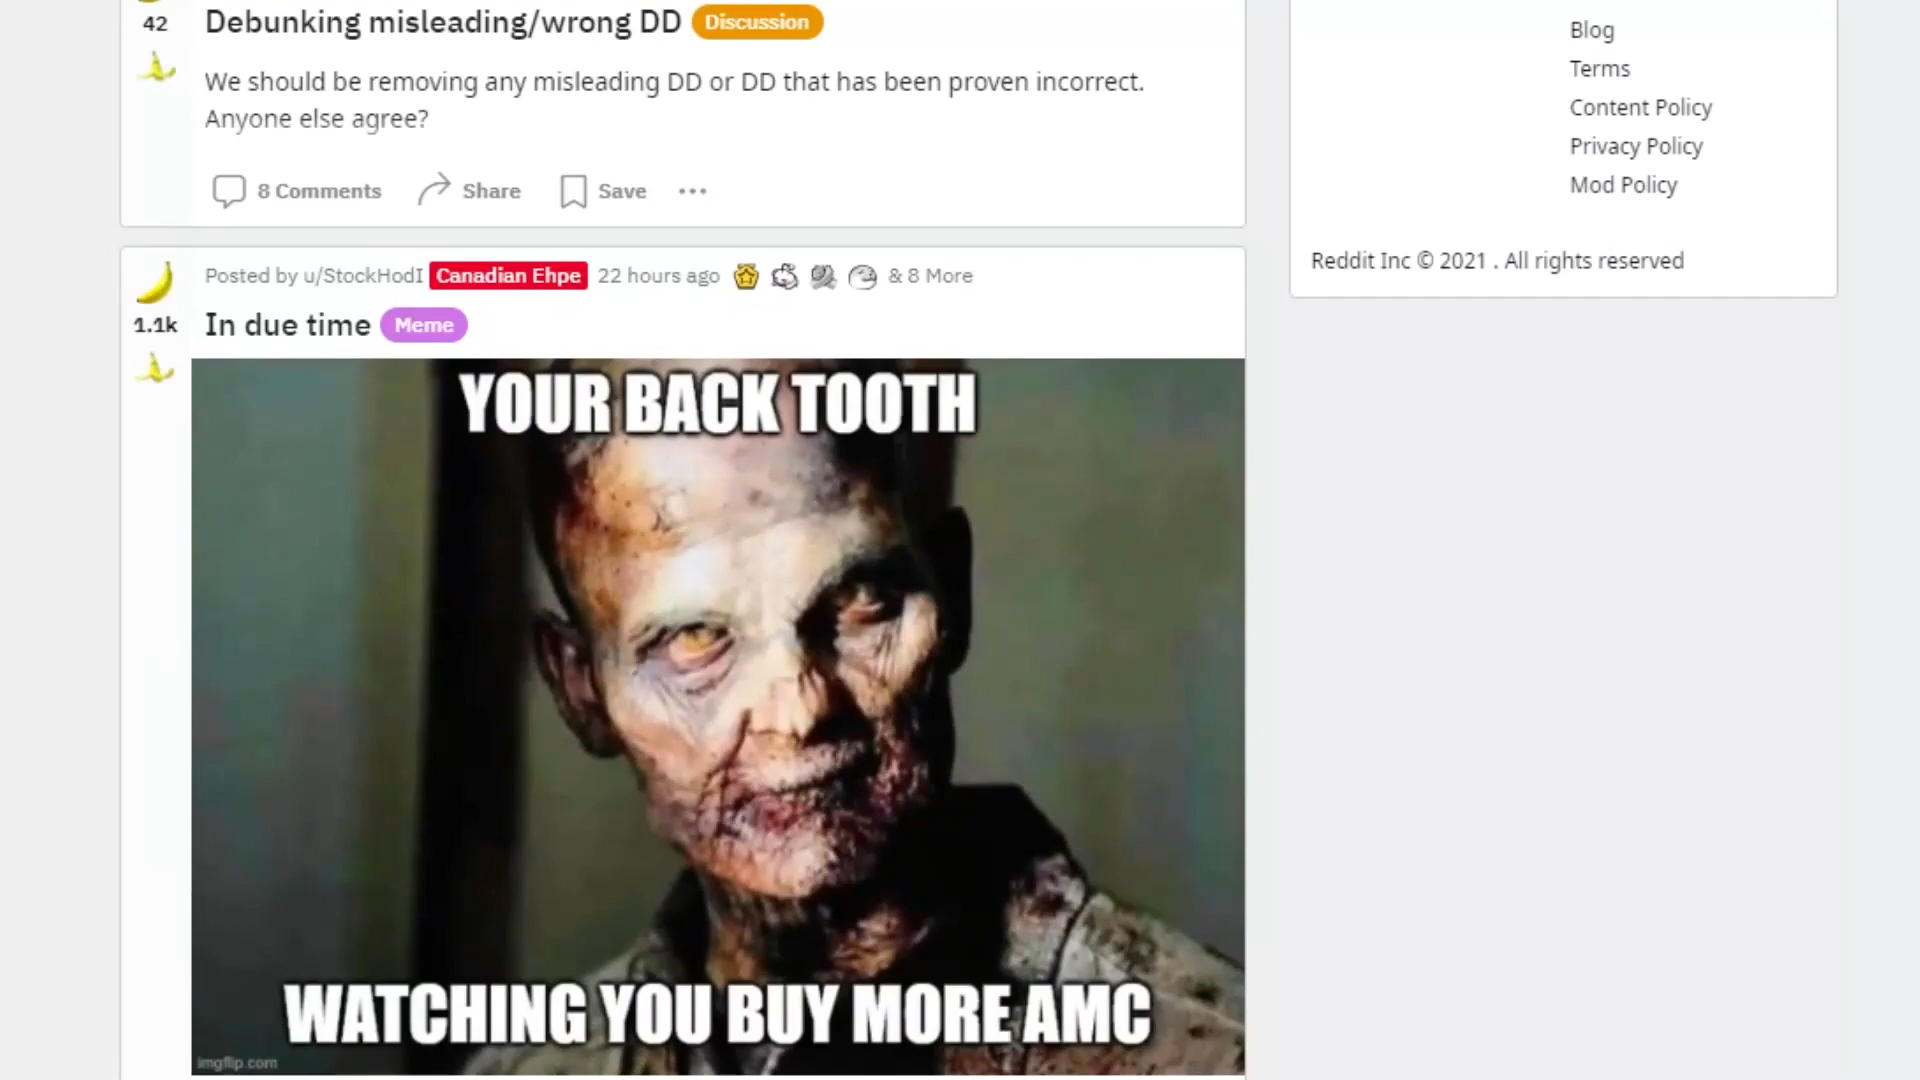 42
Debunking misleading/wrong DD Discussion
We should be removing any misleading DD or DD that has been proven incorrect.
Anyone else agree?
8 Comments Share Save
Posted by u/StockHodI Canadian Ehpe 22 hours ago & 8 More
1.1k
In due time Meme
YOUR BACK TOOTH
WATCHING YOU BUY MORE AMC
imgflip.com
Blog
Terms
Content Policy
Privacy Policy
Mod Policy
Reddit Inc © 2021 . All rights reserved